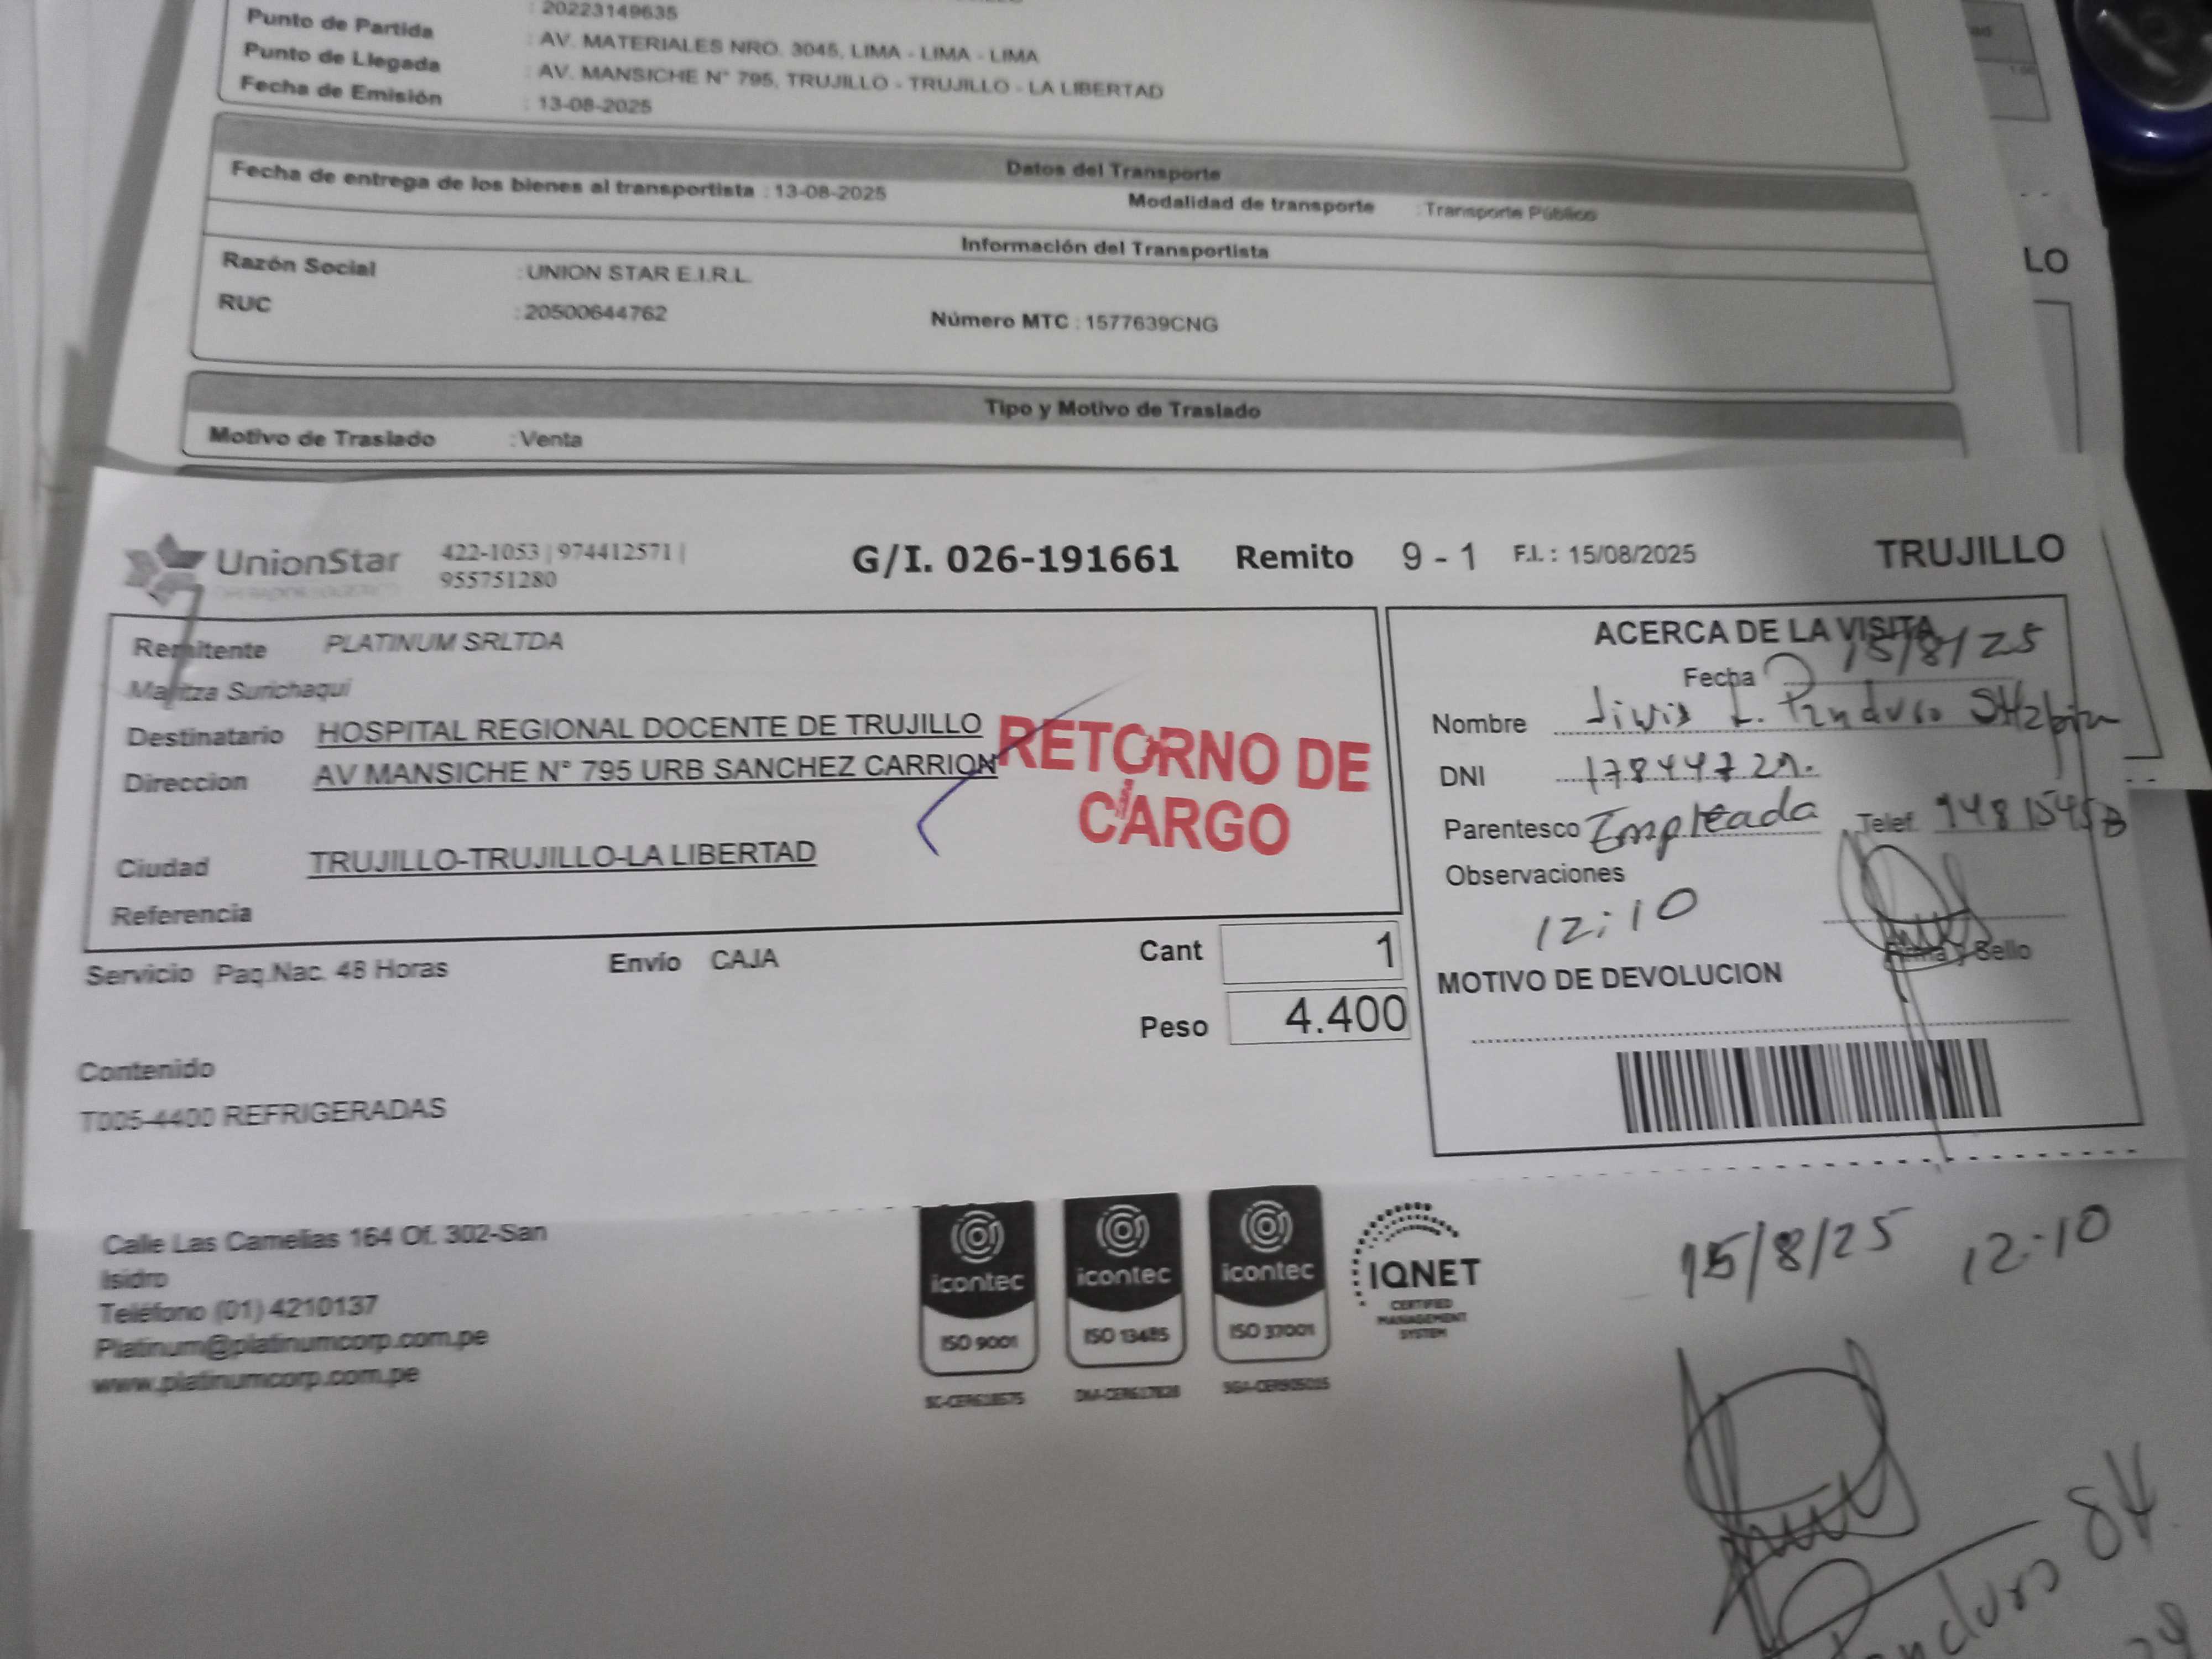 : 20223149635
Punto de Partida : AV. MATERIALES NRO. 3045, LIMA - LIMA - LIMA
Punto de Llegada : AV. MANSICHE N° 795, TRUJILLO - TRUJILLO - LA LIBERTAD
Fecha de Emisión : 13-08-2025
Datos del Transporte
Fecha de entrega de los bienes al transportista : 13-08-2025 Modalidad de transporte : Transporte Público
Información del Transportista
Razón Social : UNION STAR E.I.R.L.
RUC : 20500644762 Número MTC : 1577639CNG
Tipo y Motivo de Traslado
Motivo de Traslado : Venta
LO
UnionStar 422-1053 | 974412571 |
955751280
G/I. 026-191661 Remito 9 - 1 F.I. : 15/08/2025 TRUJILLO
Remitente PLATINUM SRLTDA
Maritza Surichaqui
Destinatario HOSPITAL REGIONAL DOCENTE DE TRUJILLO
Direccion AV MANSICHE N° 795 URB SANCHEZ CARRION
Ciudad TRUJILLO-TRUJILLO-LA LIBERTAD
Referencia
RETORNO DE
CARGO
ACERCA DE LA VISITA
Fecha 15/8/25
Nombre L. Panduro
DNI
Parentesco Empleada Telef.
Observaciones
12:10
Firma y Sello
MOTIVO DE DEVOLUCION
Servicio Paq.Nac. 48 Horas Envío CAJA Cant 1
Peso 4.400
Contenido
T005-4400 REFRIGERADAS
Calle Las Camelias 164 Of. 302-San
Isidro
Teléfono (01) 4210137
Platinum@platinumcorp.com.pe
www.platinumcorp.com.pe
icontec
ISO 9001
SC-CER618575
icontec
ISO 13485
DM-CER617828
icontec
ISO 37001
IQNET
CERTIFIED
MANAGEMENT
SYSTEM
15/8/25 12:10